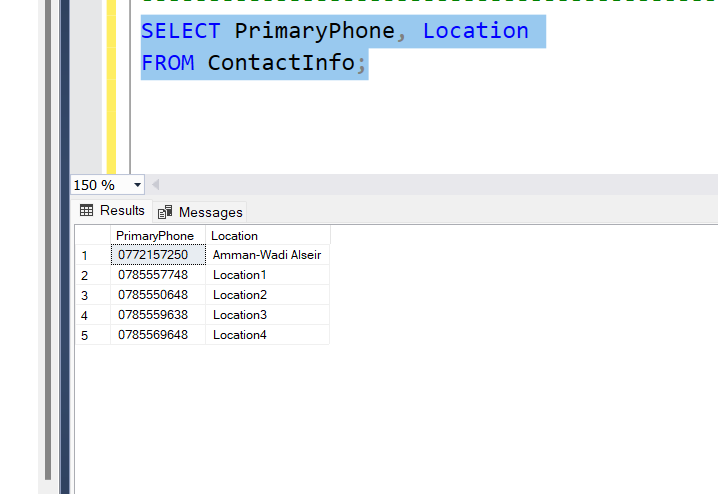 SELECT PrimaryPhone, Location
FROM ContactInfo;
150 %
Results Messages
PrimaryPhone Location
1 0772157250 Amman-Wadi Alseir
2 0785557748 Location1
3 0785550648 Location2
4 0785559638 Location3
5 0785569648 Location4